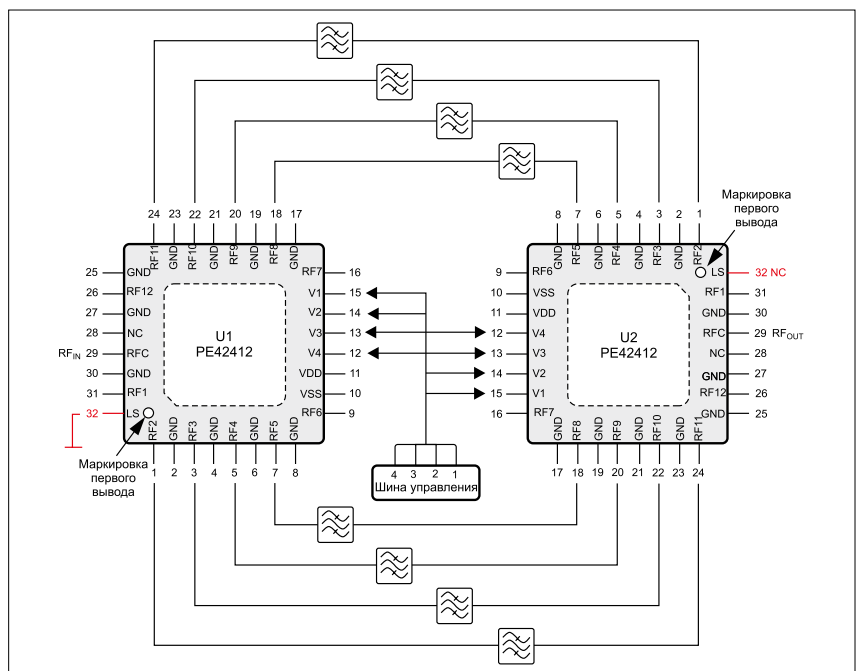 24 23 22 21 20 19 18 17
8 7 6 5 4 3 2 1
Маркировка
первого
вывода
RF11 GND RF10 GND RF9 GND RF8 GND
GND RF5 GND RF4 GND RF3 GND RF2
25 GND
26 RF12
27 GND
28 NC
RFIN 29 RFC
30 GND
31 RF1
32 LS
U1
PE42412
RF7 16
V1 15
V2 14
V3 13
V4 12
VDD 11
VSS 10
RF6 9
9 RF6
10 VSS
11 VDD
12 V4
13 V3
14 V2
15 V1
16 RF7
U2
PE42412
LS 32 NC
RF1 31
GND 30
RFC 29 RFOUT
NC 28
GND 27
RF12 26
GND 25
RF2 GND RF3 GND RF4 GND RF5 GND
GND RF8 GND RF9 GND RF10 GND RF11
Маркировка
первого
вывода
1 2 3 4 5 6 7 8
4 3 2 1
Шина управления
17 18 19 20 21 22 23 24